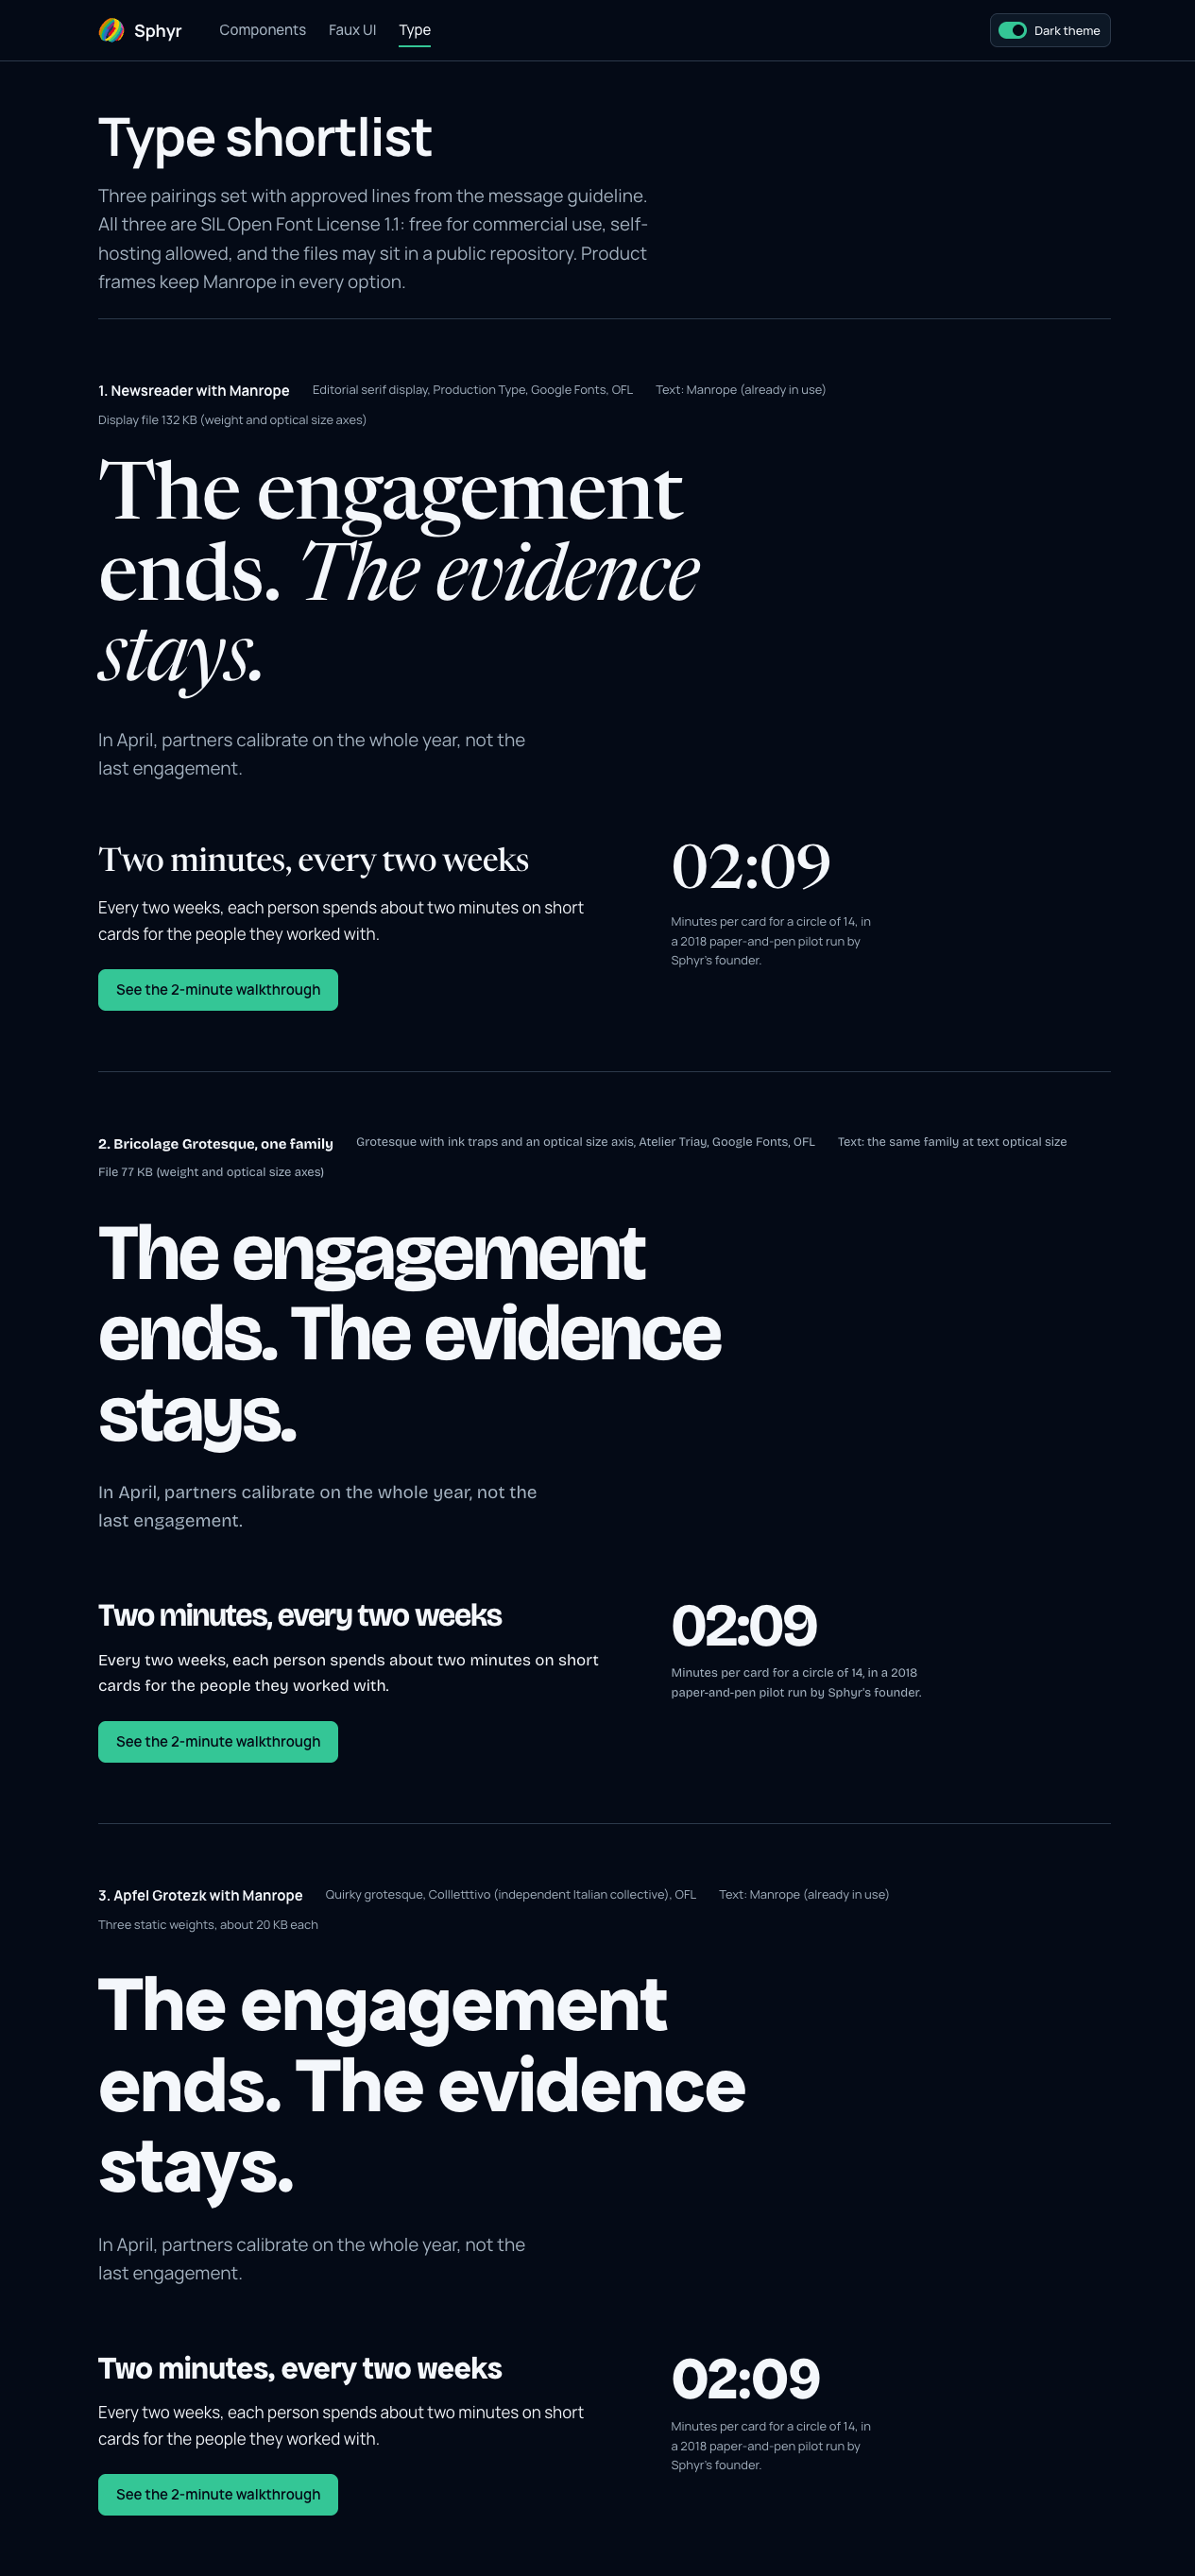 Sphyr
Components
Faux UI
Type
Dark theme
Type shortlist
Three pairings set with approved lines from the message guideline.
All three are SIL Open Font License 1.1: free for commercial use, self-
hosting allowed, and the files may sit in a public repository. Product
frames keep Manrope in every option.
1. Newsreader with Manrope
Editorial serif display, Production Type, Google Fonts, OFL
Text: Manrope (already in use)
Display file 132 KB (weight and optical size axes)
The engagement
ends. The evidence
stays.
In April, partners calibrate on the whole year, not the
last engagement.
Two minutes, every two weeks
Every two weeks, each person spends about two minutes on short
cards for the people they worked with.
See the 2-minute walkthrough
02:09
Minutes per card for a circle of 14, in
a 2018 paper-and-pen pilot run by
Sphyr's founder.
2. Bricolage Grotesque, one family
Grotesque with ink traps and an optical size axis, Atelier Triay, Google Fonts, OFL
Text: the same family at text optical size
File 77 KB (weight and optical size axes)
The engagement
ends. The evidence
stays.
In April, partners calibrate on the whole year, not the
last engagement.
Two minutes, every two weeks
Every two weeks, each person spends about two minutes on short
cards for the people they worked with.
See the 2-minute walkthrough
02:09
Minutes per card for a circle of 14, in a 2018
paper-and-pen pilot run by Sphyr's founder.
3. Apfel Grotezk with Manrope
Quirky grotesque, Collletttivo (independent Italian collective), OFL
Text: Manrope (already in use)
Three static weights, about 20 KB each
The engagement
ends. The evidence
stays.
In April, partners calibrate on the whole year, not the
last engagement.
Two minutes, every two weeks
Every two weeks, each person spends about two minutes on short
cards for the people they worked with.
See the 2-minute walkthrough
02:09
Minutes per card for a circle of 14, in
a 2018 paper-and-pen pilot run by
Sphyr's founder.